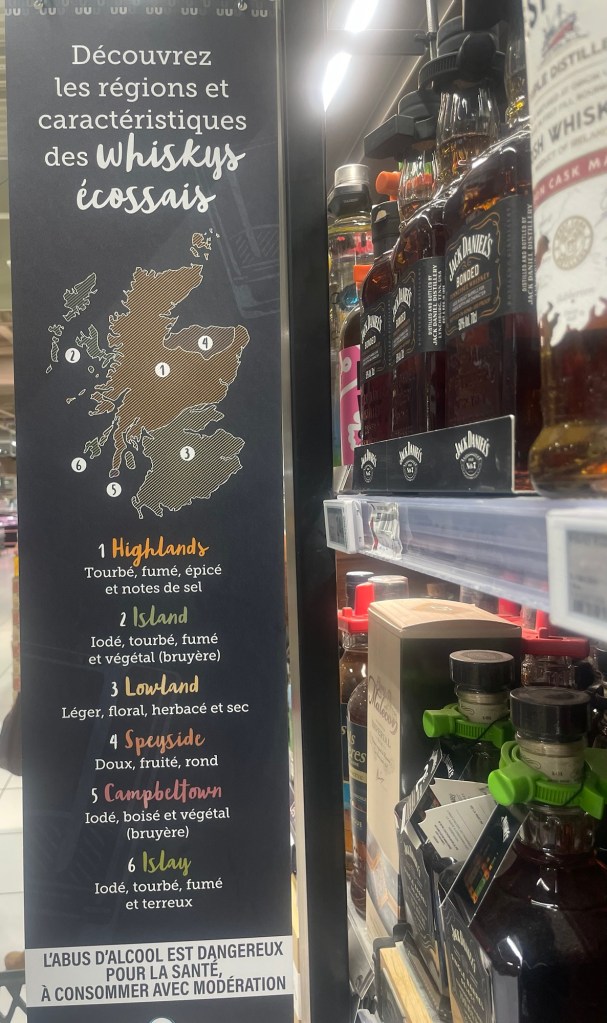 Découvrez
les régions et
caractéristiques
des whiskys
écossais
4
1
2
3
6
5
1 Highlands
Tourbé, fumé, épicé
et notes de sel
2 Island
Iodé, tourbé, fumé
et végétal (bruyère)
3 Lowland
Léger, floral, herbacé et sec
4 Speyside
Doux, fruité, rond
5 Campbeltown
Iodé, boisé et végétal
(bruyère)
6 Islay
Iodé, tourbé, fumé
et terreux
L'ABUS D'ALCOOL EST DANGEREUX
POUR LA SANTÉ,
À CONSOMMER AVEC MODÉRATION
JACK DANIEL'S
BONDED
JACK DANIEL'S
JACK DANIEL'S
CASK